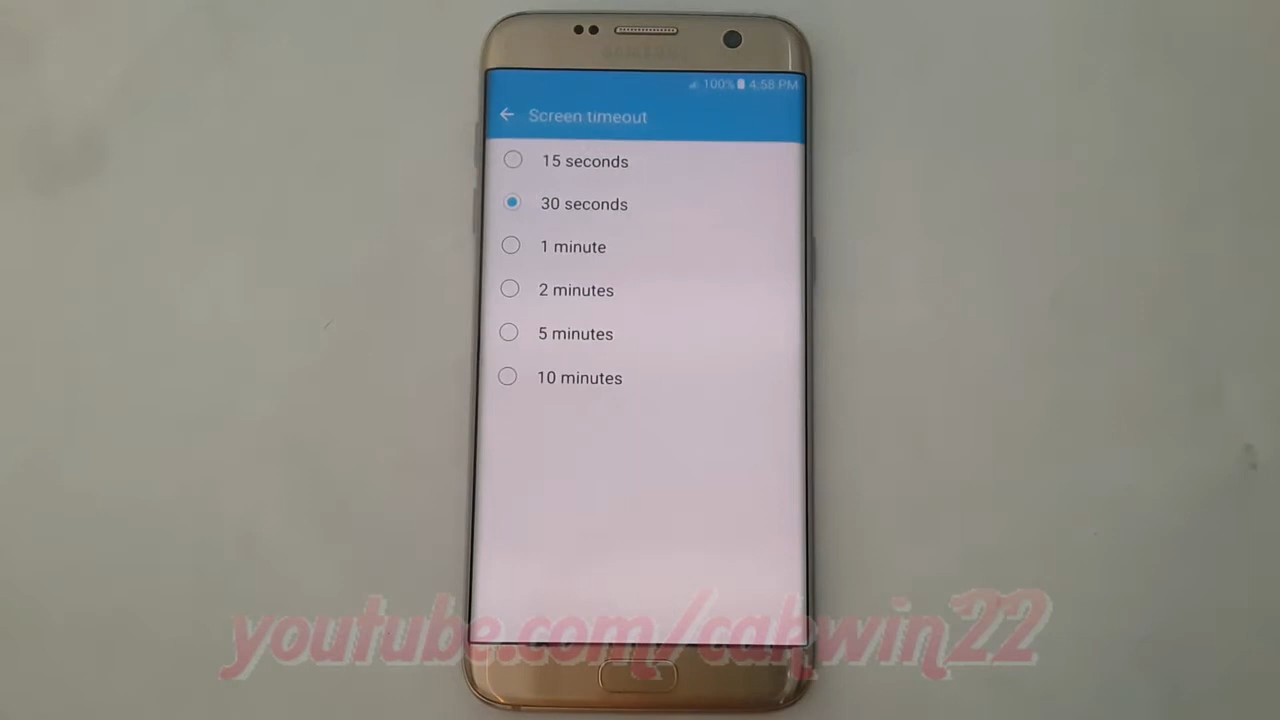 SAMSUNG
100% 4:58 PM
Screen timeout
15 seconds
30 seconds
1 minute
2 minutes
5 minutes
10 minutes
youtube.com/cahwin22